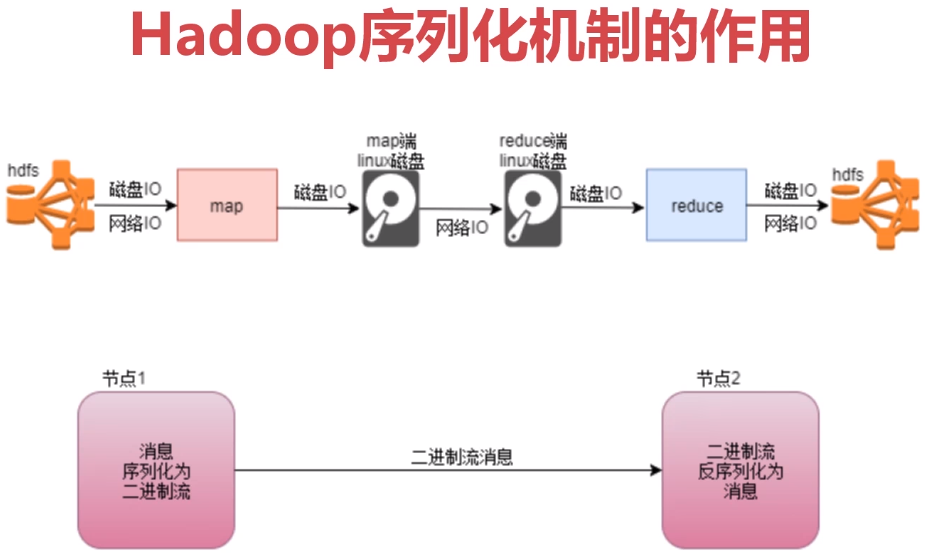 Hadoop序列化机制的作用
hdfs
磁盘IO
网络IO
map
磁盘IO
map端
linux磁盘
网络IO
reduce端
linux磁盘
磁盘IO
reduce
磁盘IO
网络IO
hdfs
节点1
消息
序列化为
二进制流
二进制流消息
节点2
二进制流
反序列化为
消息